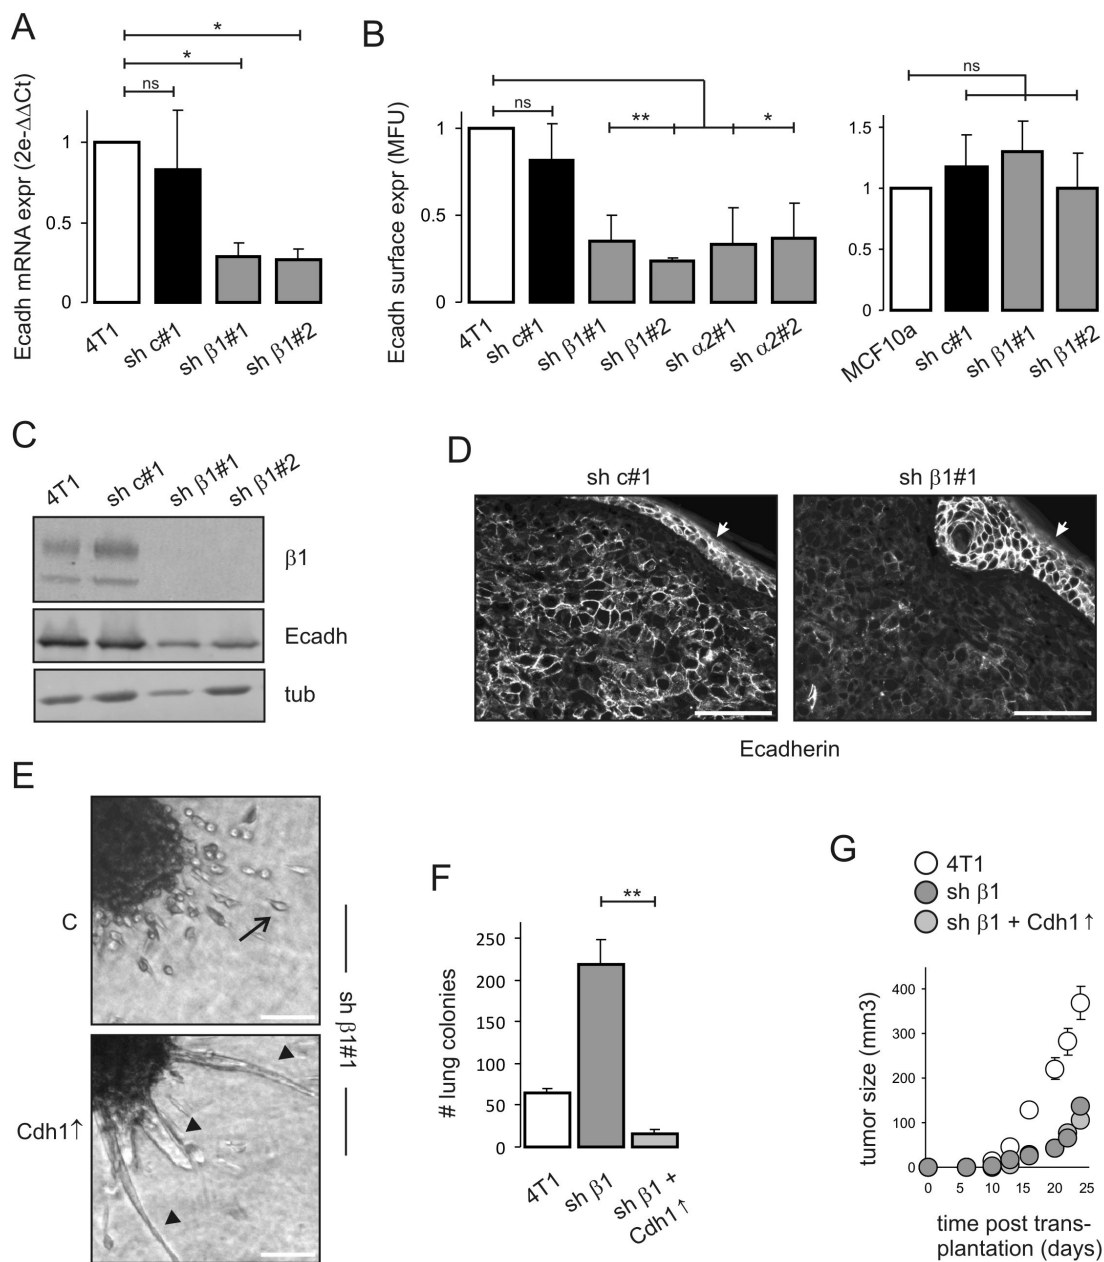 A
Ecadh mRNA expr (2e-ΔΔCt)
*
*
ns
1
0.5
0
4T1
sh c#1
sh β1#1
sh β1#2
B
Ecadh surface expr (MFU)
ns
**
*
1
0.5
0
4T1
sh c#1
sh β1#1
sh β1#2
sh α2#1
sh α2#2
ns
1.5
1
0.5
0
MCF10a
sh c#1
sh β1#1
sh β1#2
C
4T1
sh c#1
sh β1#1
sh β1#2
β1
Ecadh
tub
D
sh c#1
sh β1#1
Ecadherin
E
C
Cdh1↑
sh β1#1
F
# lung colonies
**
250
200
150
100
50
0
4T1
sh β1
sh β1 +
Cdh1↑
G
4T1
sh β1
sh β1 + Cdh1↑
tumor size (mm3)
400
300
200
100
0
0 5 10 15 20 25
time post trans-
plantation (days)